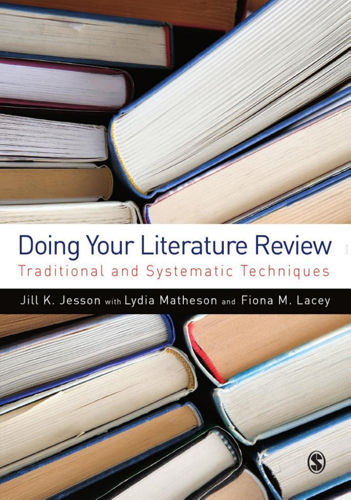 Doing Your Literature Review
Traditional and Systematic Techniques
Jill K. Jesson with Lydia Matheson and Fiona M. Lacey